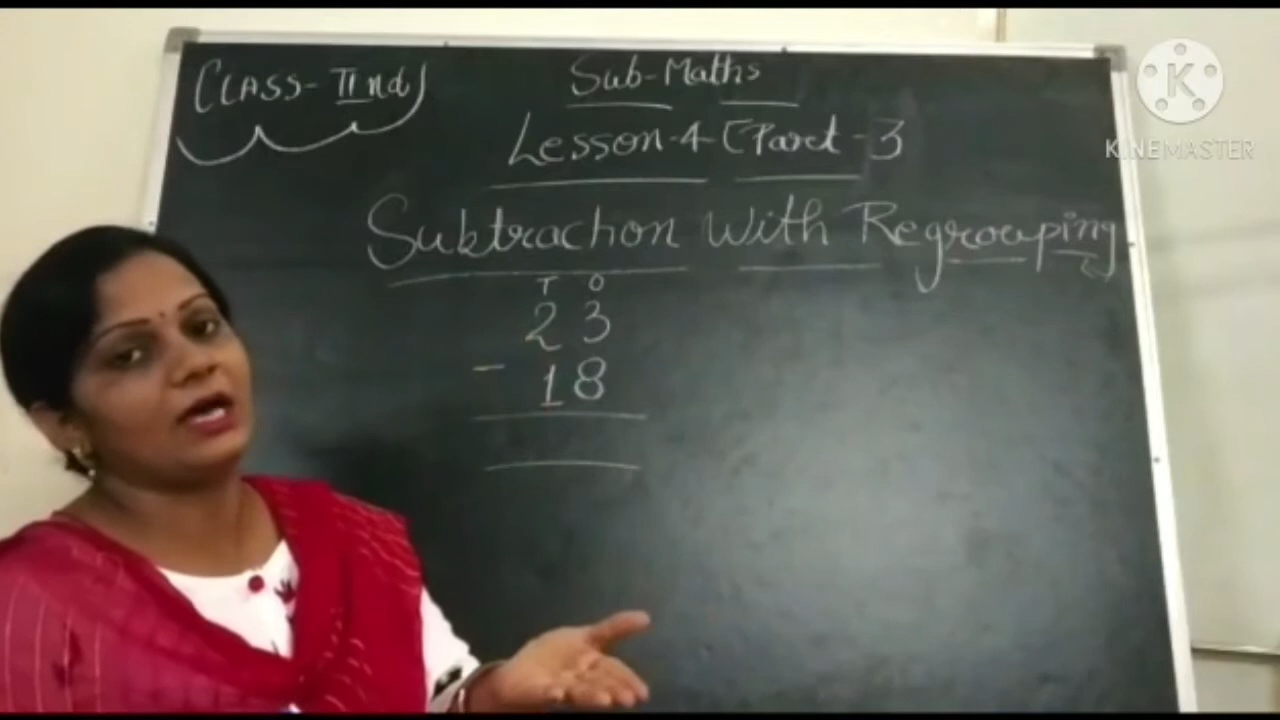 CLASS-IInd)
Sub-Maths
Lesson-4-(Part-3
Subtraction With Regrouping
T O
2 3
- 1 8
K
KINEMASTER